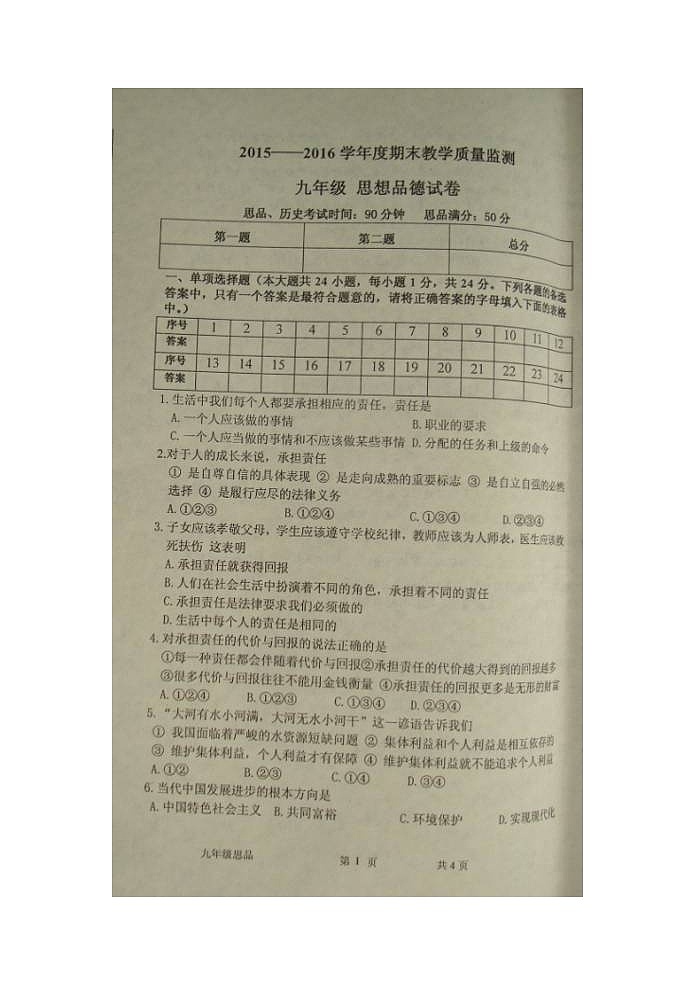 2015——2016 学年度期末教学质量监测
九年级 思想品德试卷
思品、历史考试时间：90 分钟 思品满分：50 分
第一题 第二题 总分
一、单项选择题（本大题共 24 小题，每小题 1 分，共 24 分。下列各题的备选
答案中，只有一个答案是最符合题意的，请将正确答案的字母填入下面的表格
中。）
序号 1 2 3 4 5 6 7 8 9 10 11 12
答案
序号 13 14 15 16 17 18 19 20 21 22 23 24
答案
1.生活中我们每个人都要承担相应的责任。责任是
A.一个人应该做的事情 B.职业的要求
C.一个人应当做的事情和不应该做某些事情 D.分配的任务和上级的命令
2.对于人的成长来说，承担责任
① 是自尊自信的具体表现 ② 是走向成熟的重要标志 ③ 是自立自强的必然
选择 ④ 是履行应尽的法律义务
A.①②③ B.①②④ C.①③④ D.②③④
3.子女应该孝敬父母，学生应该遵守学校纪律，教师应该为人师表，医生应该救
死扶伤 这表明
A.承担责任就获得回报
B.人们在社会生活中扮演着不同的角色，承担着不同的责任
C.承担责任是法律要求我们必须做的
D.生活中每个人的责任是相同的
4.对承担责任的代价与回报的说法正确的是
①每一种责任都会伴随着代价与回报②承担责任的代价越大得到的回报越多
③很多代价与回报往往不能用金钱衡量 ④承担责任的回报更多是无形的财富
A.①②④ B.①②③ C.①③④ D.②③④
5.“大河有水小河满，大河无水小河干”这一谚语告诉我们
① 我国面临着严峻的水资源短缺问题 ② 集体利益和个人利益是相互依存的
③ 维护集体利益，个人利益才有保障 ④ 维护集体利益就不能追求个人利益
A.①② B.②③ C.①④ D.③④
6.当代中国发展进步的根本方向是
A.中国特色社会主义 B.共同富裕 C.环境保护 D.实现现代化
九年级思品 第 1 页 共 4 页